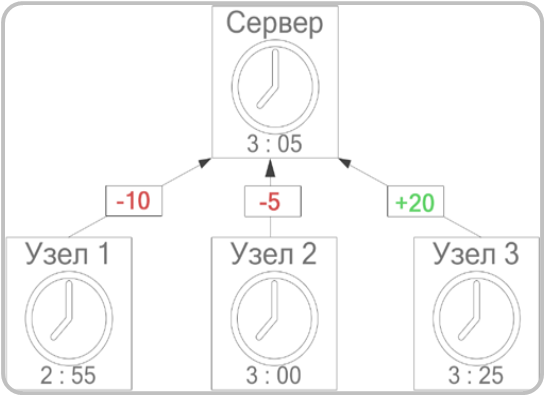 Сервер
3 : 05
-10
-5
+20
Узел 1
Узел 2
Узел 3
2 : 55
3 : 00
3 : 25